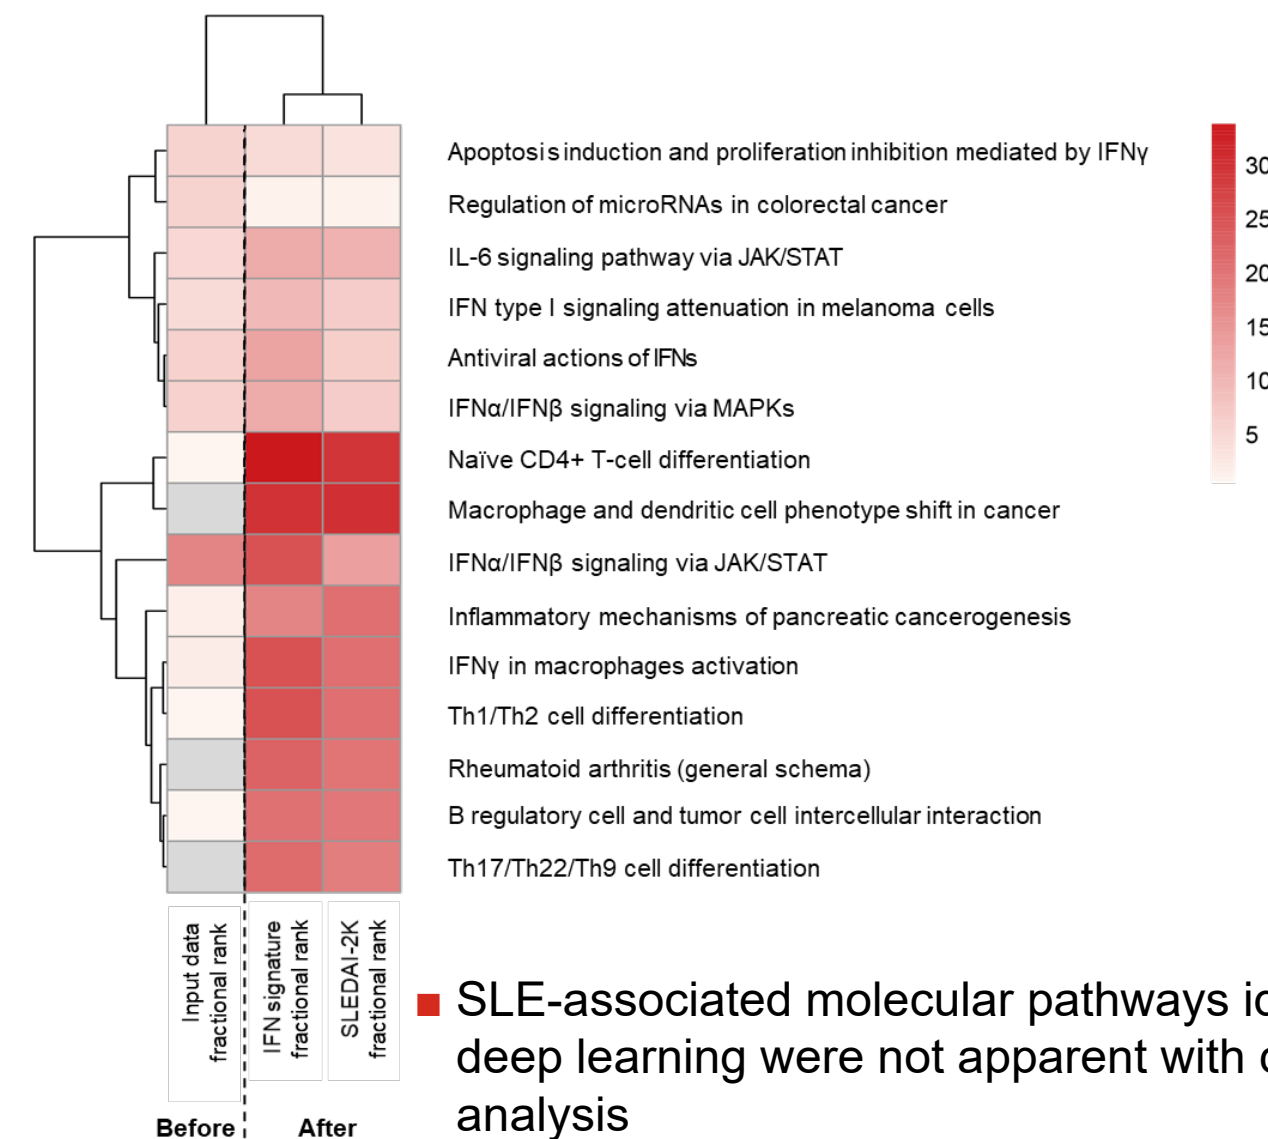 Apoptosis induction and proliferation inhibition mediated by IFNγ
Regulation of microRNAs in colorectal cancer
IL-6 signaling pathway via JAK/STAT
IFN type I signaling attenuation in melanoma cells
Antiviral actions of IFNs
IFNα/IFNβ signaling via MAPKs
Naïve CD4+ T-cell differentiation
Macrophage and dendritic cell phenotype shift in cancer
IFNα/IFNβ signaling via JAK/STAT
Inflammatory mechanisms of pancreatic cancerogenesis
IFNγ in macrophages activation
Th1/Th2 cell differentiation
Rheumatoid arthritis (general schema)
B regulatory cell and tumor cell intercellular interaction
Th17/Th22/Th9 cell differentiation
30
25
20
15
10
5
Input data
fractional rank
IFN signature
fractional rank
SLEDAI-2K
fractional rank
Before
After
SLE-associated molecular pathways
deep learning were not apparent with
analysis